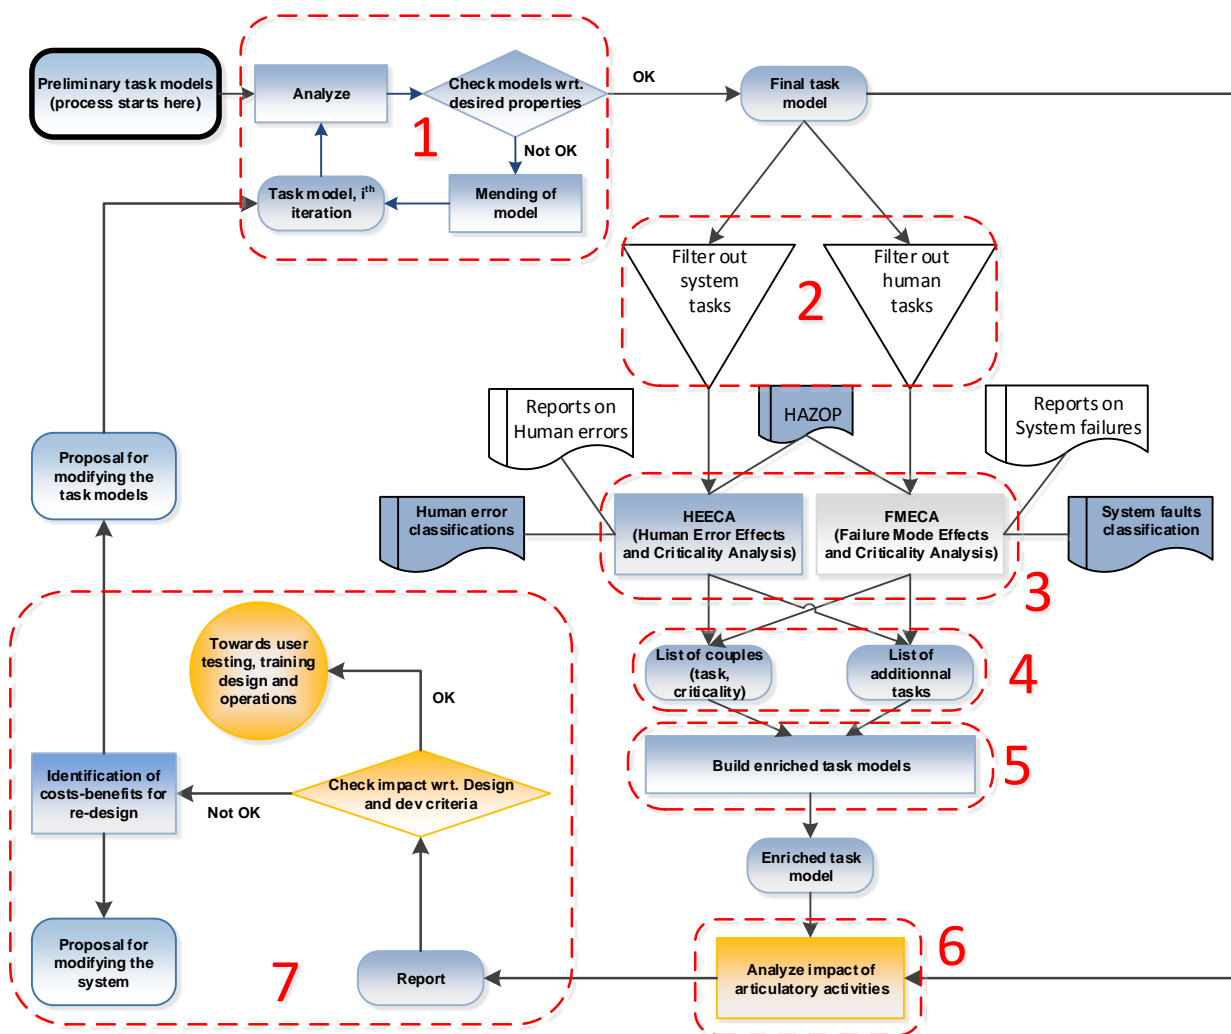 Preliminary task models
(process starts here)
Analyze
Check models wrt.
desired properties
OK
Final task
model
1
Not OK
Task model, ith
iteration
Mending of
model
Filter out
system
tasks
Filter out
human
tasks
2
Reports on
Human errors
HAZOP
Reports on
System failures
Proposal for
modifying the
task models
Human error
classifications
HEECA
(Human Error Effects
and Criticality Analysis)
FMECA
(Failure Mode Effects
and Criticality Analysis)
System faults
classification
3
Towards user
testing, training
design and
operations
List of couples
(task,
criticality)
List of
additionnal
tasks
4
OK
Build enriched task models
5
Identification of
costs-benefits for
re-design
Not OK
Check impact wrt. Design
and dev criteria
Enriched task
model
Proposal for
modifying the
system
7
Report
Analyze impact of
articulatory activities
6